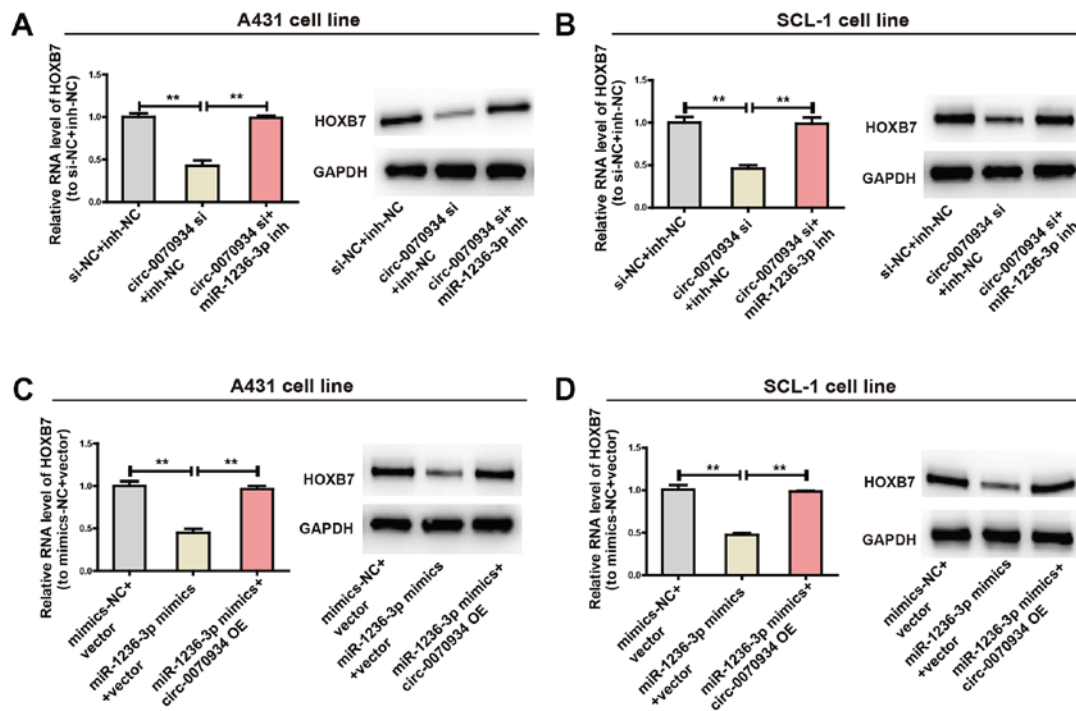 A
A431 cell line
Relative RNA level of HOXB7
(to si-NC+inh-NC)
1.5
1.0
0.5
0.0
**
**
si-NC+inh-NC
circ-0070934 si
+inh-NC
circ-0070934 si+
miR-1236-3p inh
HOXB7
GAPDH
si-NC+inh-NC
circ-0070934 si
+inh-NC
circ-0070934 si+
miR-1236-3p inh
B
SCL-1 cell line
Relative RNA level of HOXB7
(to si-NC+inh-NC)
1.5
1.0
0.5
0.0
**
**
si-NC+inh-NC
circ-0070934 si
+inh-NC
circ-0070934 si+
miR-1236-3p inh
HOXB7
GAPDH
si-NC+inh-NC
circ-0070934 si
+inh-NC
circ-0070934 si+
miR-1236-3p inh
C
A431 cell line
Relative RNA level of HOXB7
(to mimics-NC+vector)
1.5
1.0
0.5
0.0
**
**
mimics-NC+
vector
miR-1236-3p mimics
+vector
miR-1236-3p mimics+
circ-0070934 OE
HOXB7
GAPDH
mimics-NC+
vector
miR-1236-3p mimics
+vector
miR-1236-3p mimics+
circ-0070934 OE
D
SCL-1 cell line
Relative RNA level of HOXB7
(to mimics-NC+vector)
1.5
1.0
0.5
0.0
**
**
mimics-NC+
vector
miR-1236-3p mimics
+vector
miR-1236-3p mimics+
circ-0070934 OE
HOXB7
GAPDH
mimics-NC+
vector
miR-1236-3p mimics
+vector
miR-1236-3p mimics+
circ-0070934 OE